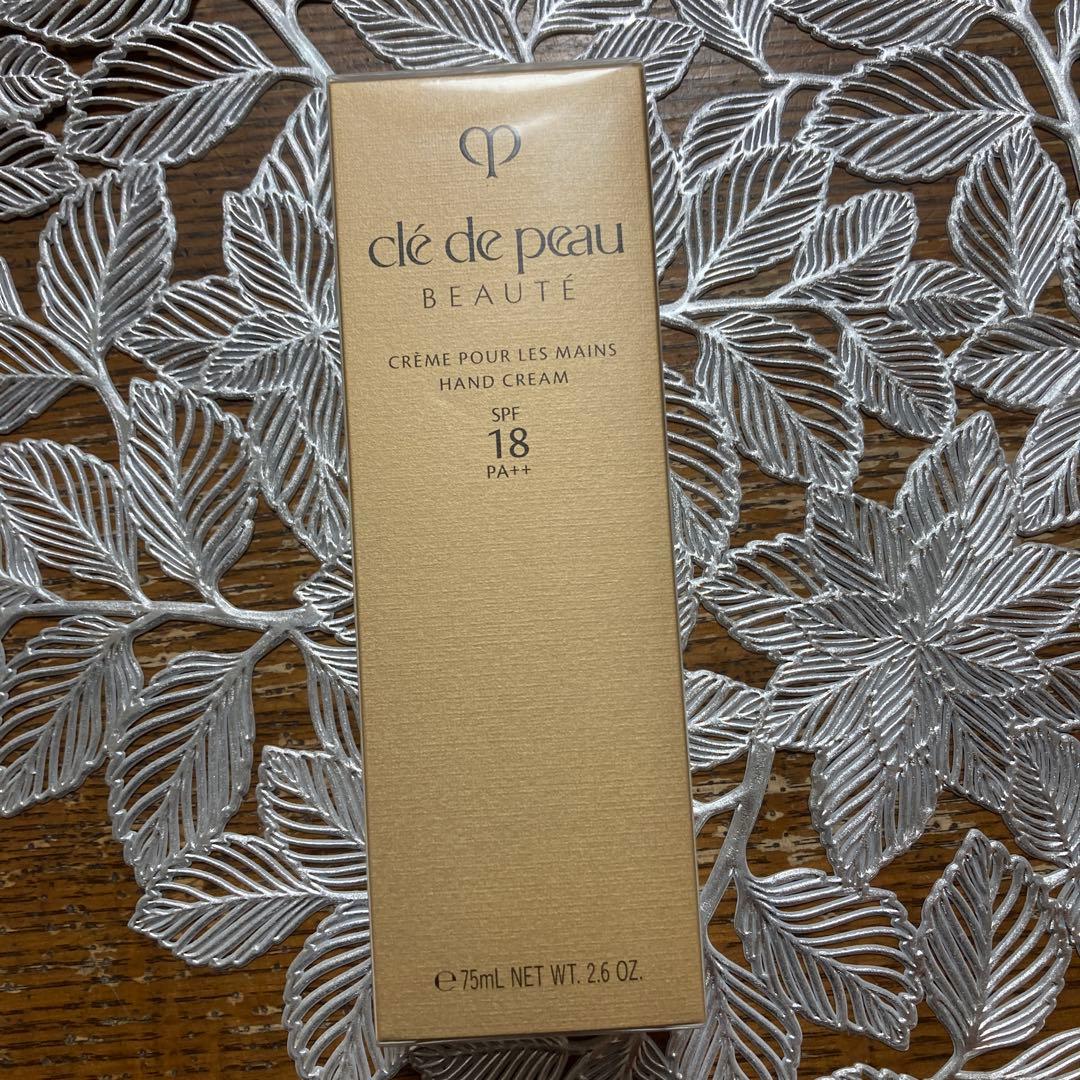 clé de peau
BEAUTÉ
CRÈME POUR LES MAINS
HAND CREAM
SPF
18
PA++
℮75mL NET WT. 2.6 OZ.